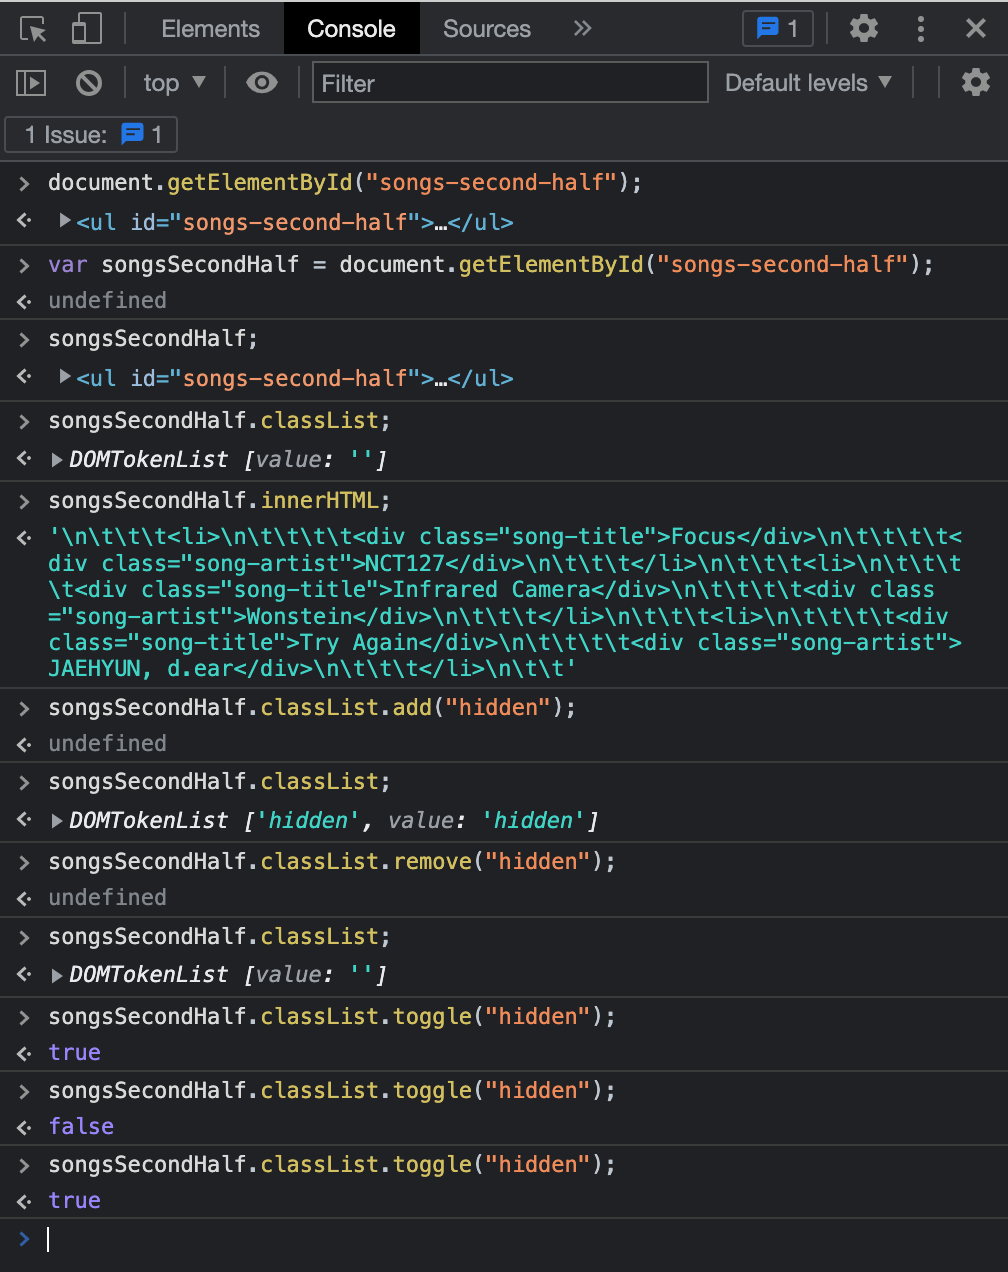 Elements Console Sources 1
top Filter Default levels
1 Issue: 1
document.getElementById("songs-second-half");
<ul id="songs-second-half">…</ul>
var songsSecondHalf = document.getElementById("songs-second-half");
undefined
songsSecondHalf;
<ul id="songs-second-half">…</ul>
songsSecondHalf.classList;
DOMTokenList [value: '']
songsSecondHalf.innerHTML;
'\n\t\t\t<li>\n\t\t\t\t<div class="song-title">Focus</div>\n\t\t\t\t<
div class="song-artist">NCT127</div>\n\t\t\t</li>\n\t\t\t<li>\n\t\t\t
\t<div class="song-title">Infrared Camera</div>\n\t\t\t\t<div class
="song-artist">Wonstein</div>\n\t\t\t</li>\n\t\t\t<li>\n\t\t\t\t<div
class="song-title">Try Again</div>\n\t\t\t\t<div class="song-artist">
JAEHYUN, d.ear</div>\n\t\t\t</li>\n\t\t'
songsSecondHalf.classList.add("hidden");
undefined
songsSecondHalf.classList;
DOMTokenList ['hidden', value: 'hidden']
songsSecondHalf.classList.remove("hidden");
undefined
songsSecondHalf.classList;
DOMTokenList [value: '']
songsSecondHalf.classList.toggle("hidden");
true
songsSecondHalf.classList.toggle("hidden");
false
songsSecondHalf.classList.toggle("hidden");
true